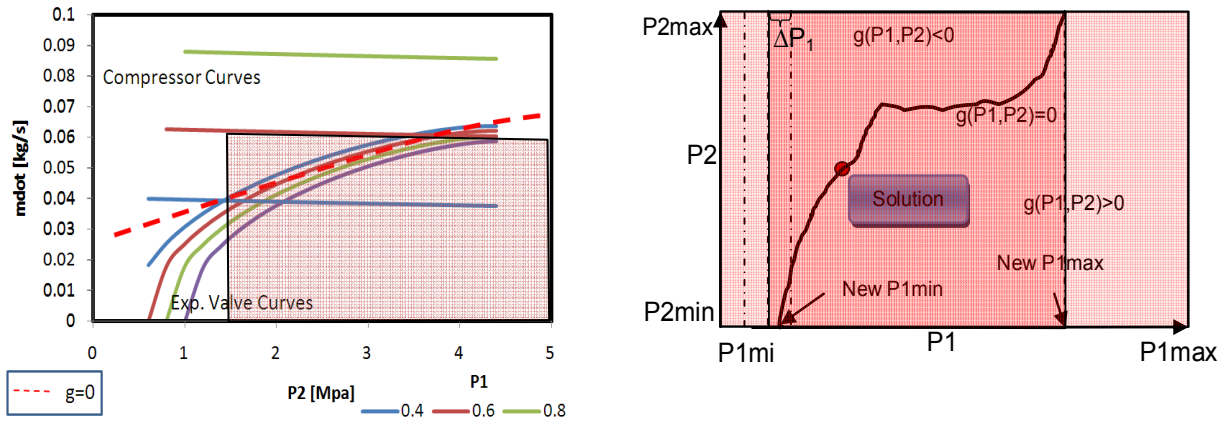 mdot [kg/s]
0.1
0.09
0.08
0.07
0.06
0.05
0.04
0.03
0.02
0.01
0
Compressor Curves
Exp. Valve Curves
0
1
2
3
4
5
g=0
P2 [Mpa]
P1
0.4
0.6
0.8
P2max
P2
P2min
ΔP1
g(P1,P2)<0
g(P1,P2)=0
Solution
g(P1,P2)>0
New P1max
New P1min
P1mi
P1
P1max